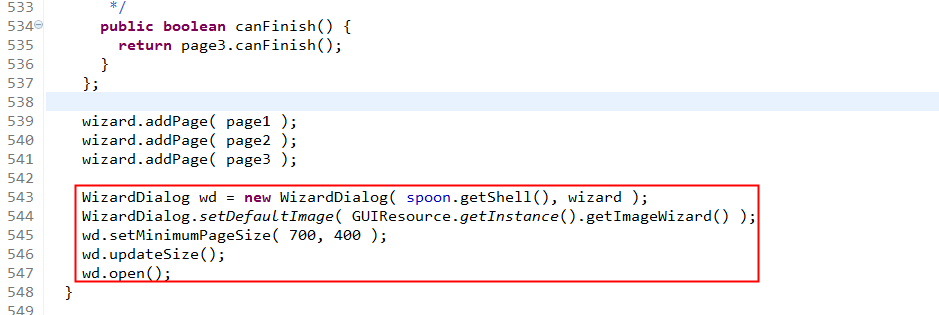 533 */
534 public boolean canFinish() {
535 return page3.canFinish();
536 }
537 };
538
539 wizard.addPage( page1 );
540 wizard.addPage( page2 );
541 wizard.addPage( page3 );
542
543 WizardDialog wd = new WizardDialog( spoon.getShell(), wizard );
544 WizardDialog.setDefaultImage( GUIResource.getInstance().getImageWizard() );
545 wd.setMinimumPageSize( 700, 400 );
546 wd.updateSize();
547 wd.open();
548 }
549